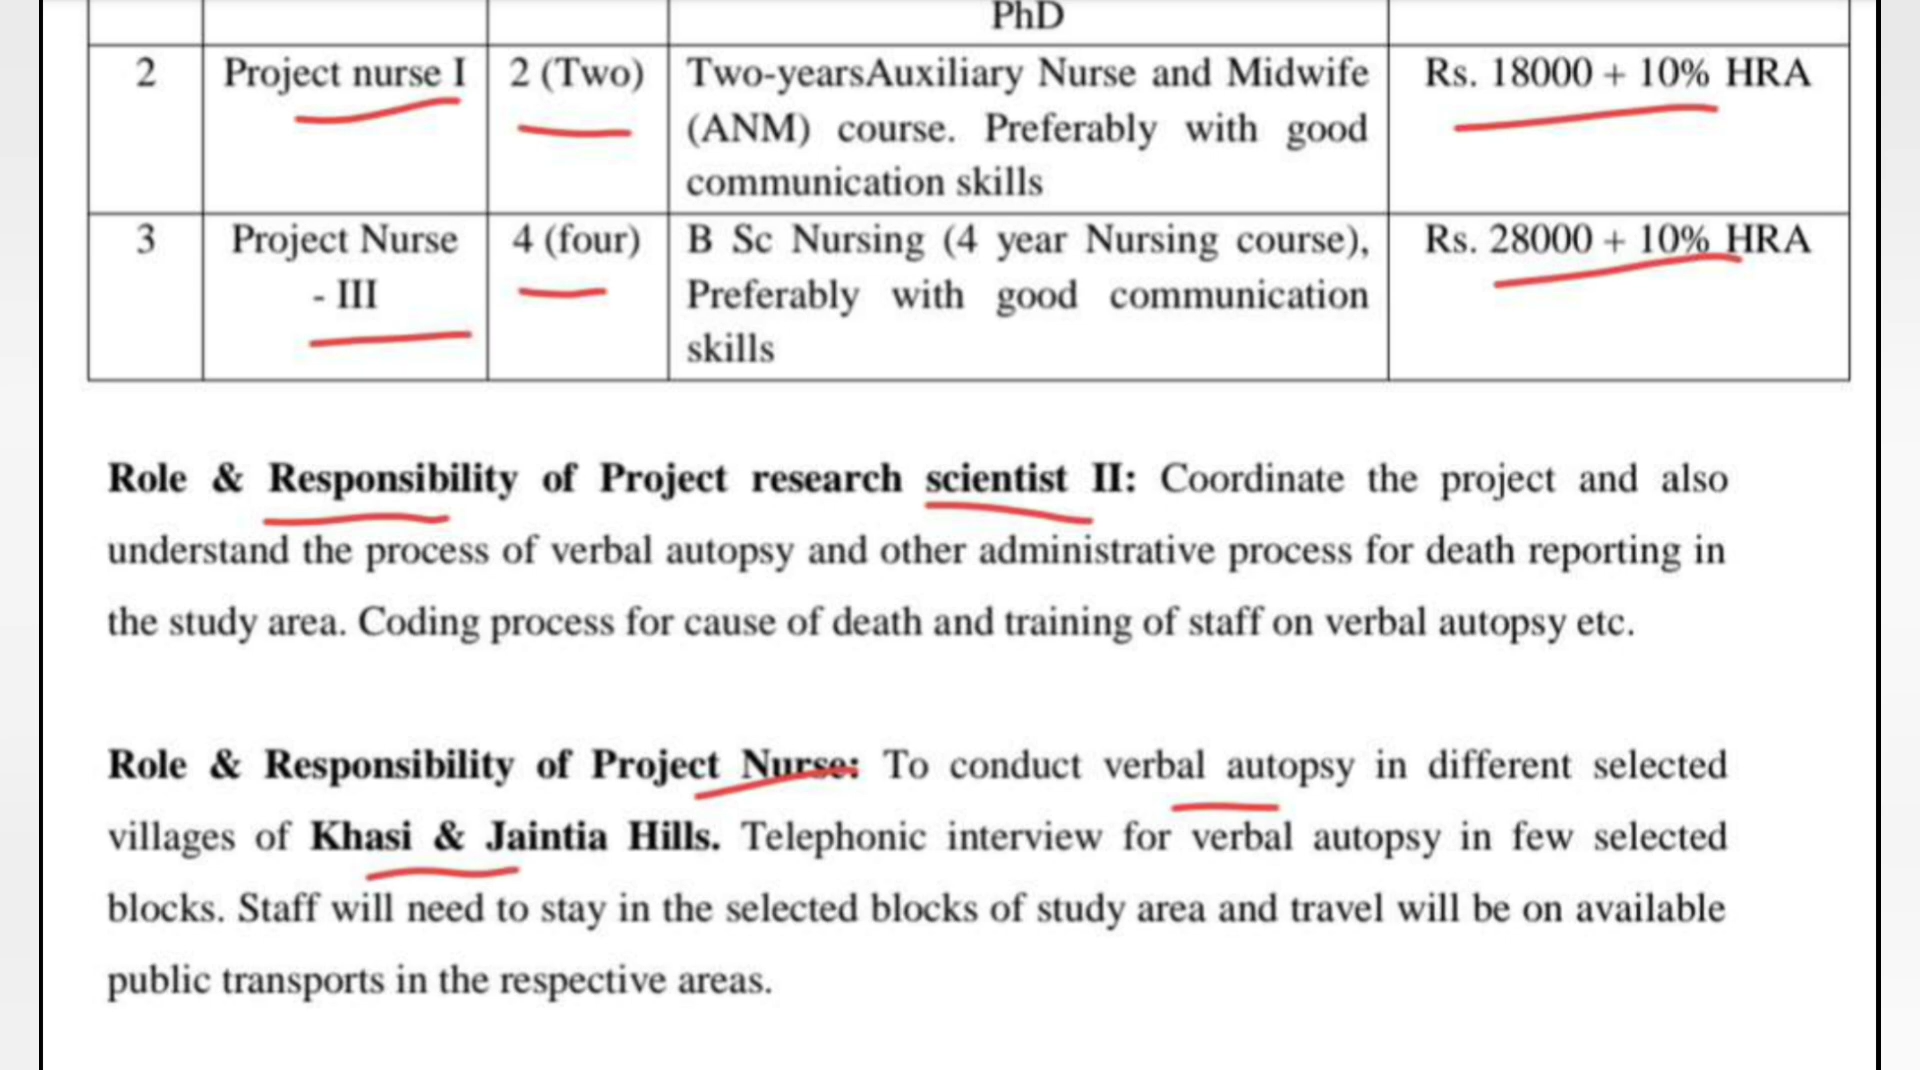 PhD
2 Project nurse I 2 (Two) Two-yearsAuxiliary Nurse and Midwife Rs. 18000 + 10% HRA
(ANM) course. Preferably with good
communication skills
3 Project Nurse 4 (four) B Sc Nursing (4 year Nursing course), Rs. 28000 + 10% HRA
- III Preferably with good communication
skills
Role & Responsibility of Project research scientist II: Coordinate the project and also
understand the process of verbal autopsy and other administrative process for death reporting in
the study area. Coding process for cause of death and training of staff on verbal autopsy etc.
Role & Responsibility of Project Nurse: To conduct verbal autopsy in different selected
villages of Khasi & Jaintia Hills. Telephonic interview for verbal autopsy in few selected
blocks. Staff will need to stay in the selected blocks of study area and travel will be on available
public transports in the respective areas.